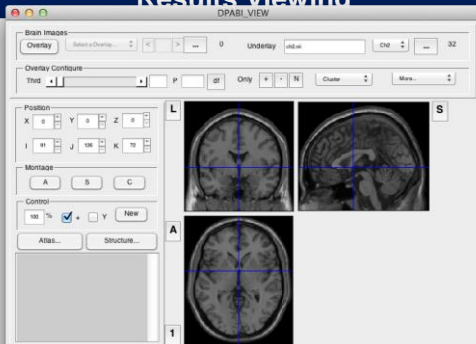 Results Viewing
DPABI_VIEW
Brain Images
Overlay Select a Overlay... < > ... 0 Underlay ch2.nii Ch2 ... 32
Overlay Configure
Thrd P df Only + - N Cluster More...
Position
X 0 Y 0 Z 0
I 91 J 126 K 72
Montage
A S C
Control
100 % + Y New
Atlas... Structure...
L
S
A
1